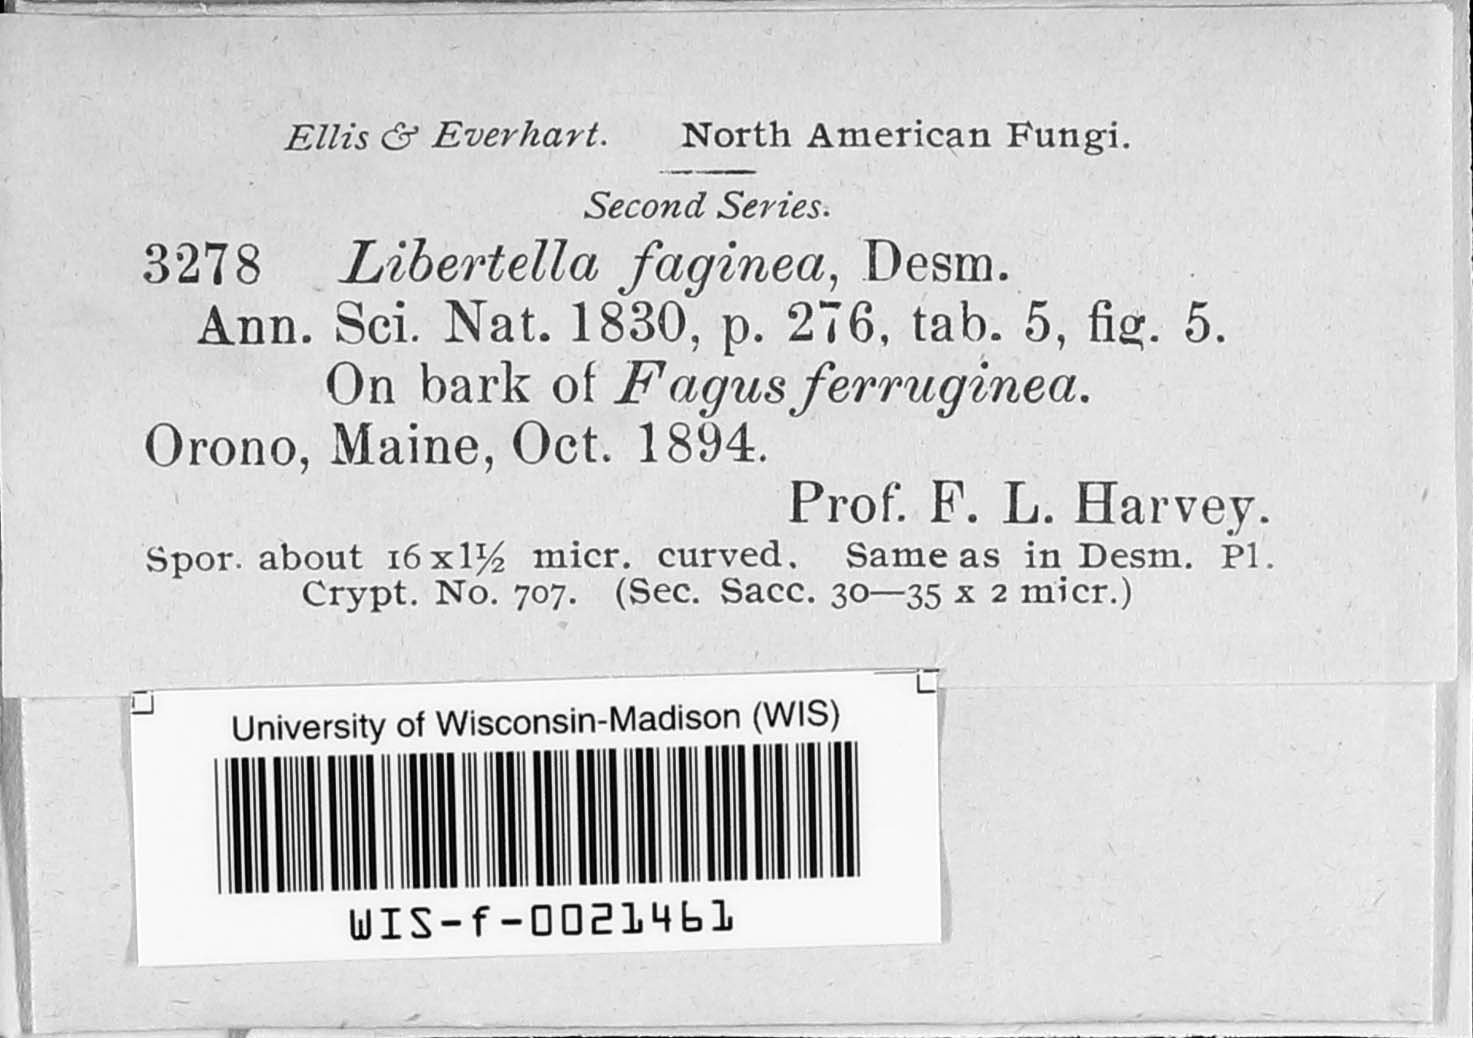 Ellis & Everhart. North American Fungi.
Second Series.
3278 Libertella faginea, Desm.
Ann. Sci. Nat. 1830, p. 276, tab. 5, fig. 5.
On bark of Fagus ferruginea.
Orono, Maine, Oct. 1894.
Prof. F. L. Harvey.
Spor. about 16 x 1½ micr. curved. Same as in Desm. Pl.
Crypt. No. 707. (Sec. Sacc. 30—35 x 2 micr.)
University of Wisconsin-Madison (WIS)
WIS-f-0021461